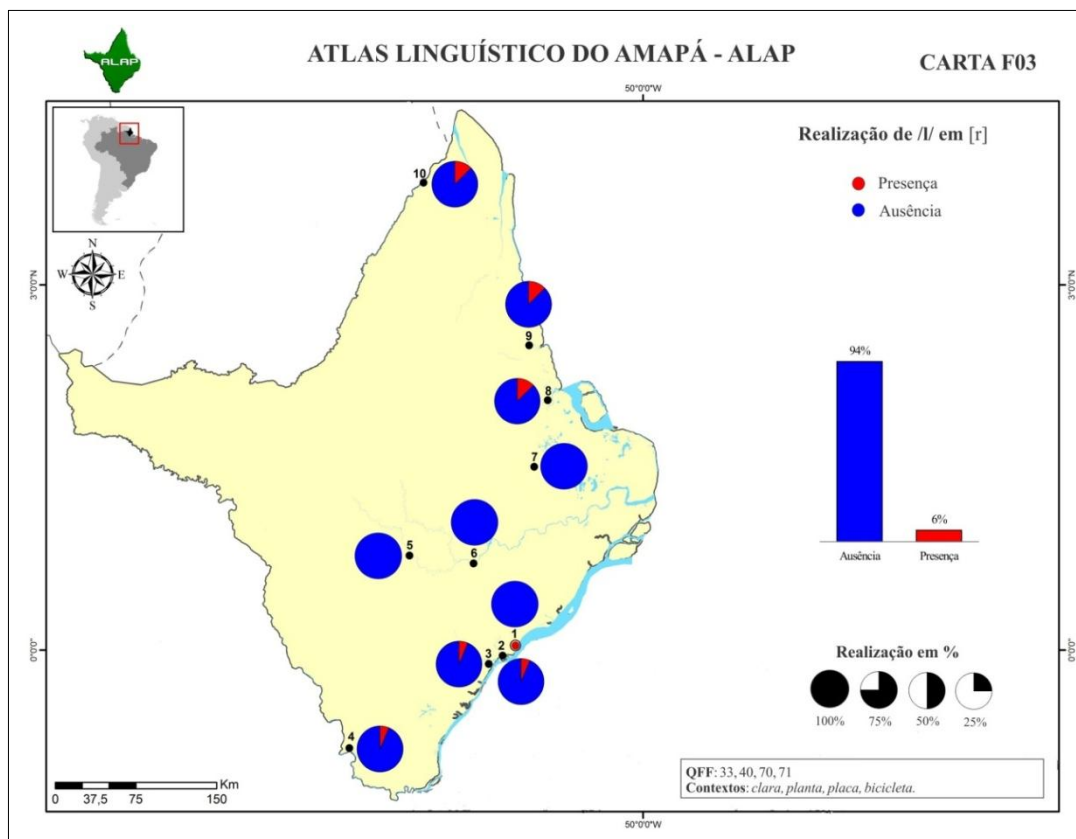 ALAP
ATLAS LINGUÍSTICO DO AMAPÁ - ALAP
CARTA F03
50°0'0"W
Realização de /l/ em [r]
Presença
Ausência
N
W E
S
3°0'0"N
3°0'0"N
10
9
8
7
5
6
1
2
3
4
94%
6%
Ausência
Presença
0°0'0"
0°0'0"
Realização em %
100% 75% 50% 25%
Km
0 37,5 75 150
QFF: 33, 40, 70, 71
Contextos: clara, planta, placa, bicicleta.
50°0'0"W